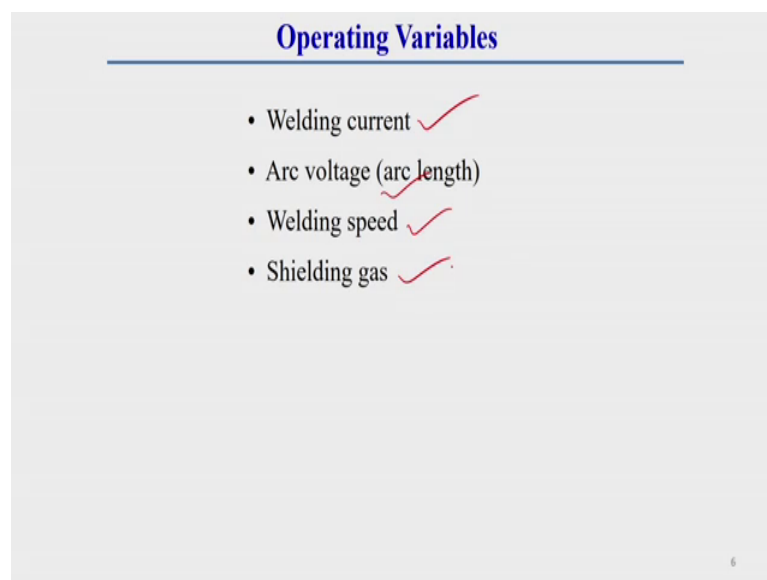 Operating Variables
• Welding current
• Arc voltage (arc length)
• Welding speed
• Shielding gas
6